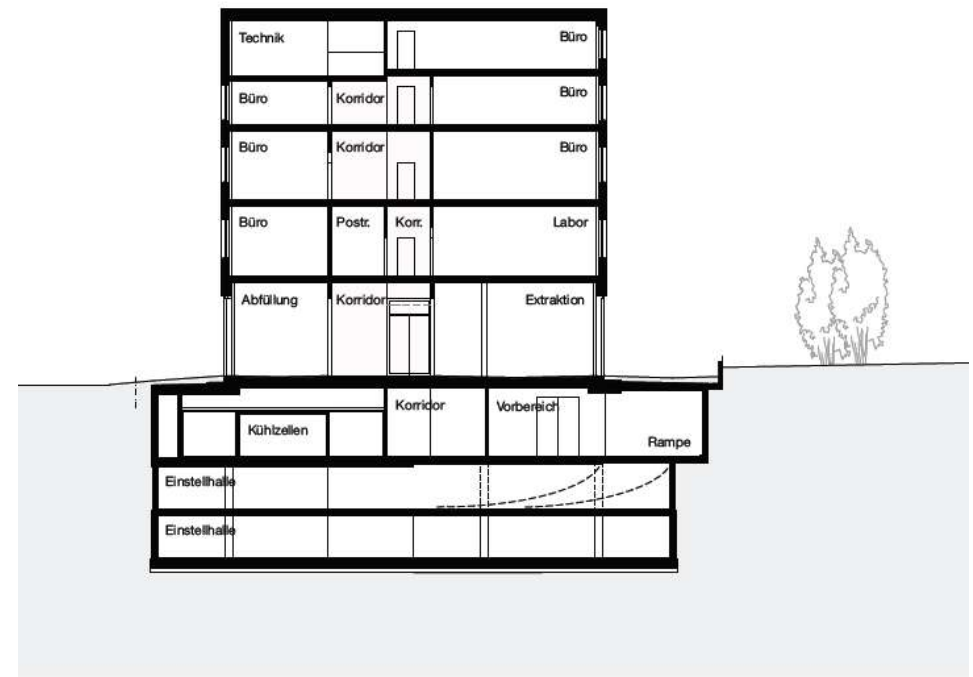 Technik
Büro
Büro
Korridor
Büro
Büro
Korridor
Büro
Büro
Postr.
Korr.
Labor
Abfüllung
Korridor
Extraktion
Korridor
Vorbereich
Kühlzellen
Rampe
Einstellhalle
Einstellhalle